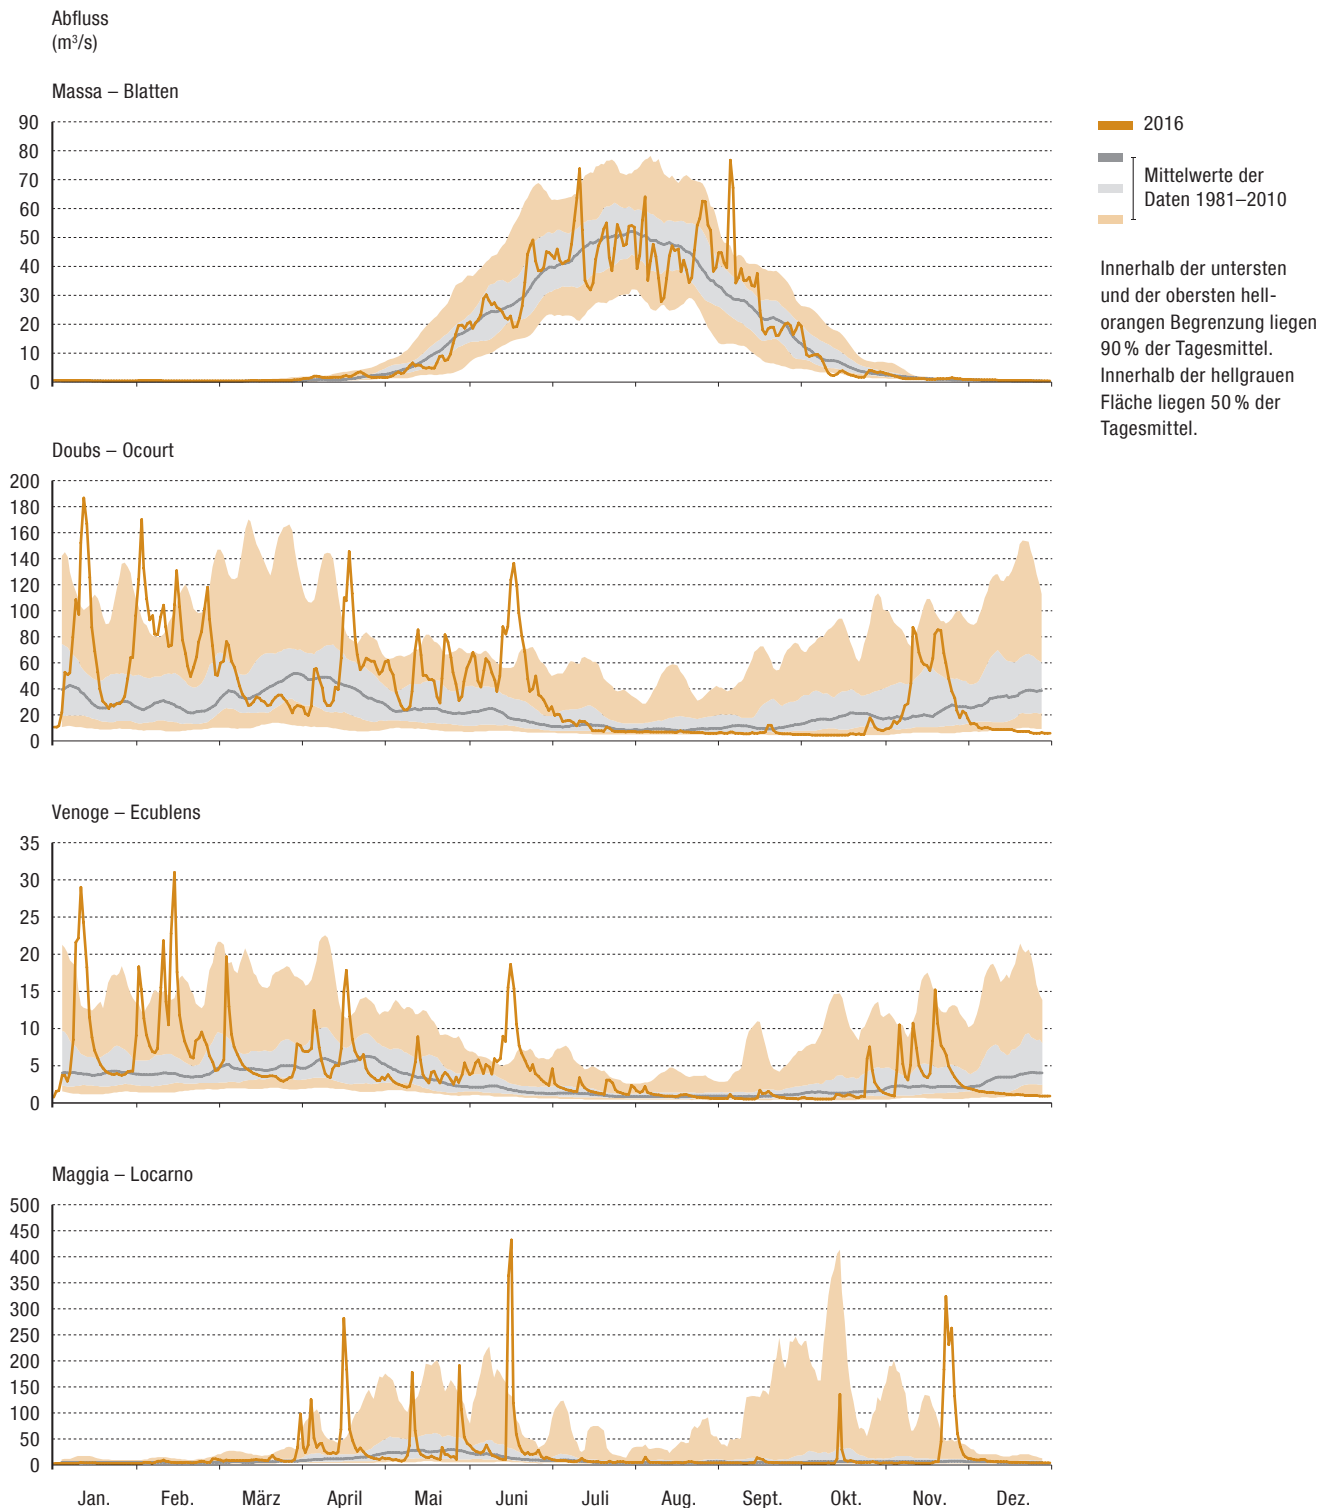 Abfluss
(m³/s)
Massa – Blatten
90
80
70
60
50
40
30
20
10
0
2016
Mittelwerte der
Daten 1981–2010
Innerhalb der untersten
und der obersten hell-
orangen Begrenzung liegen
90 % der Tagesmittel.
Innerhalb der hellgrauen
Fläche liegen 50 % der
Tagesmittel.
Doubs – Ocourt
200
180
160
140
120
100
80
60
40
20
0
Venoge – Ecublens
35
30
25
20
15
10
5
0
Maggia – Locarno
500
450
400
350
300
250
200
150
100
50
0
Jan. Feb. März April Mai Juni Juli Aug. Sept. Okt. Nov. Dez.